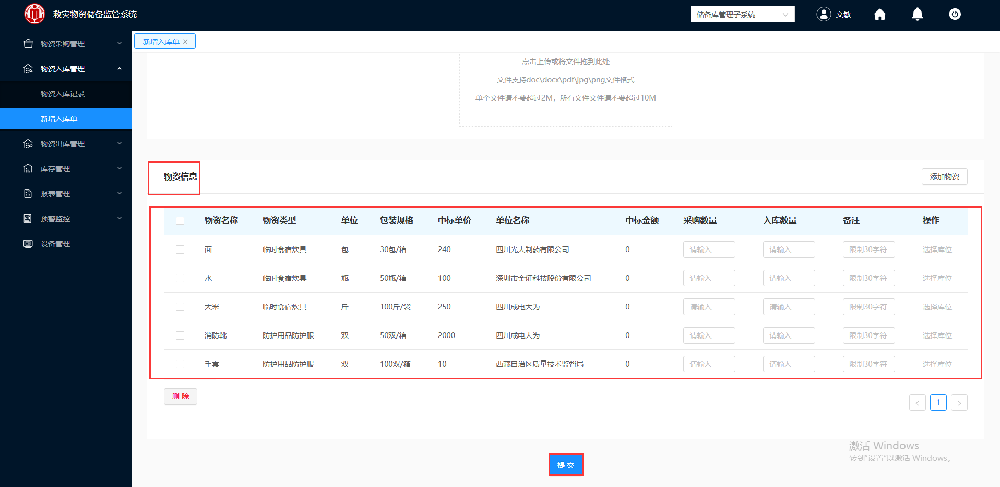 救灾物资储备监管系统
储备库管理子系统
文敏
物资采购管理
物资入库管理
物资入库记录
新增入库单
物资出库管理
库存管理
报表管理
预警监控
设备管理
新增入库单
点击上传或将文件拖到此处
文件支持doc\docx\pdf\jpg\png文件格式
单个文件请不要超过2M，所有文件文件请不要超过10M
物资信息
添加物资
物资名称 物资类型 单位 包装规格 中标单价 单位名称 中标金额 采购数量 入库数量 备注 操作
面 临时食宿炊具 包 30包/箱 240 四川光大制药有限公司 0 请输入 请输入 限制30字符 选择库位
水 临时食宿炊具 瓶 50瓶/箱 100 深圳市金证科技股份有限公司 0 请输入 请输入 限制30字符 选择库位
大米 临时食宿炊具 斤 100斤/袋 250 四川成电大为 0 请输入 请输入 限制30字符 选择库位
消防靴 防护用品防护服 双 50双/箱 2000 四川成电大为 0 请输入 请输入 限制30字符 选择库位
手套 防护用品防护服 双 100双/箱 10 西藏自治区质量技术监督局 0 请输入 请输入 限制30字符 选择库位
删 除
< 1 >
提 交
激活 Windows
转到“设置”以激活 Windows。